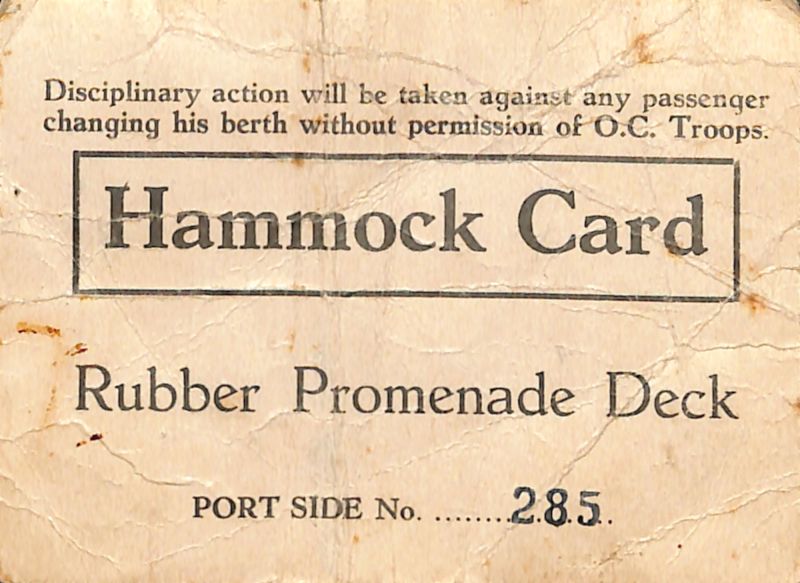 Disciplinary action will be taken against any passenger
changing his berth without permission of O.C. Troops.
Hammock Card
Rubber Promenade Deck
PORT SIDE No. ........285..